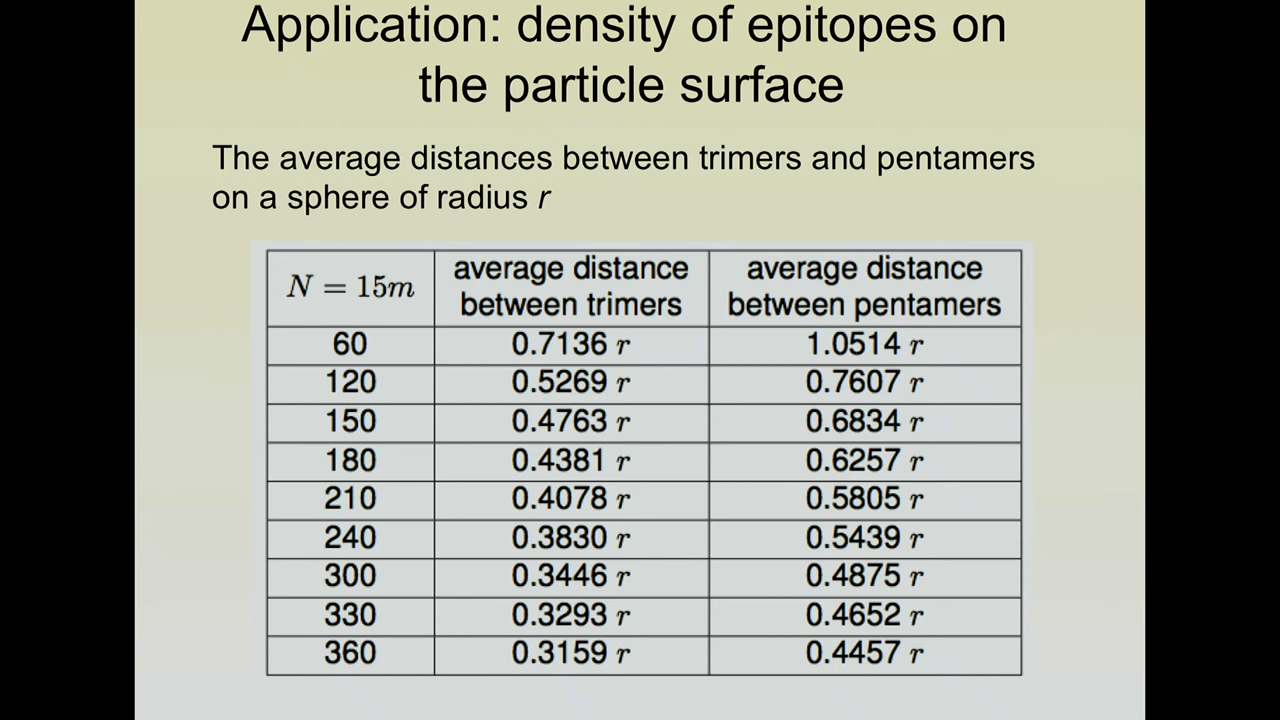 Application: density of epitopes on
the particle surface
The average distances between trimers and pentamers
on a sphere of radius r
N = 15m average distance between trimers average distance between pentamers
60 0.7136 r 1.0514 r
120 0.5269 r 0.7607 r
150 0.4763 r 0.6834 r
180 0.4381 r 0.6257 r
210 0.4078 r 0.5805 r
240 0.3830 r 0.5439 r
300 0.3446 r 0.4875 r
330 0.3293 r 0.4652 r
360 0.3159 r 0.4457 r